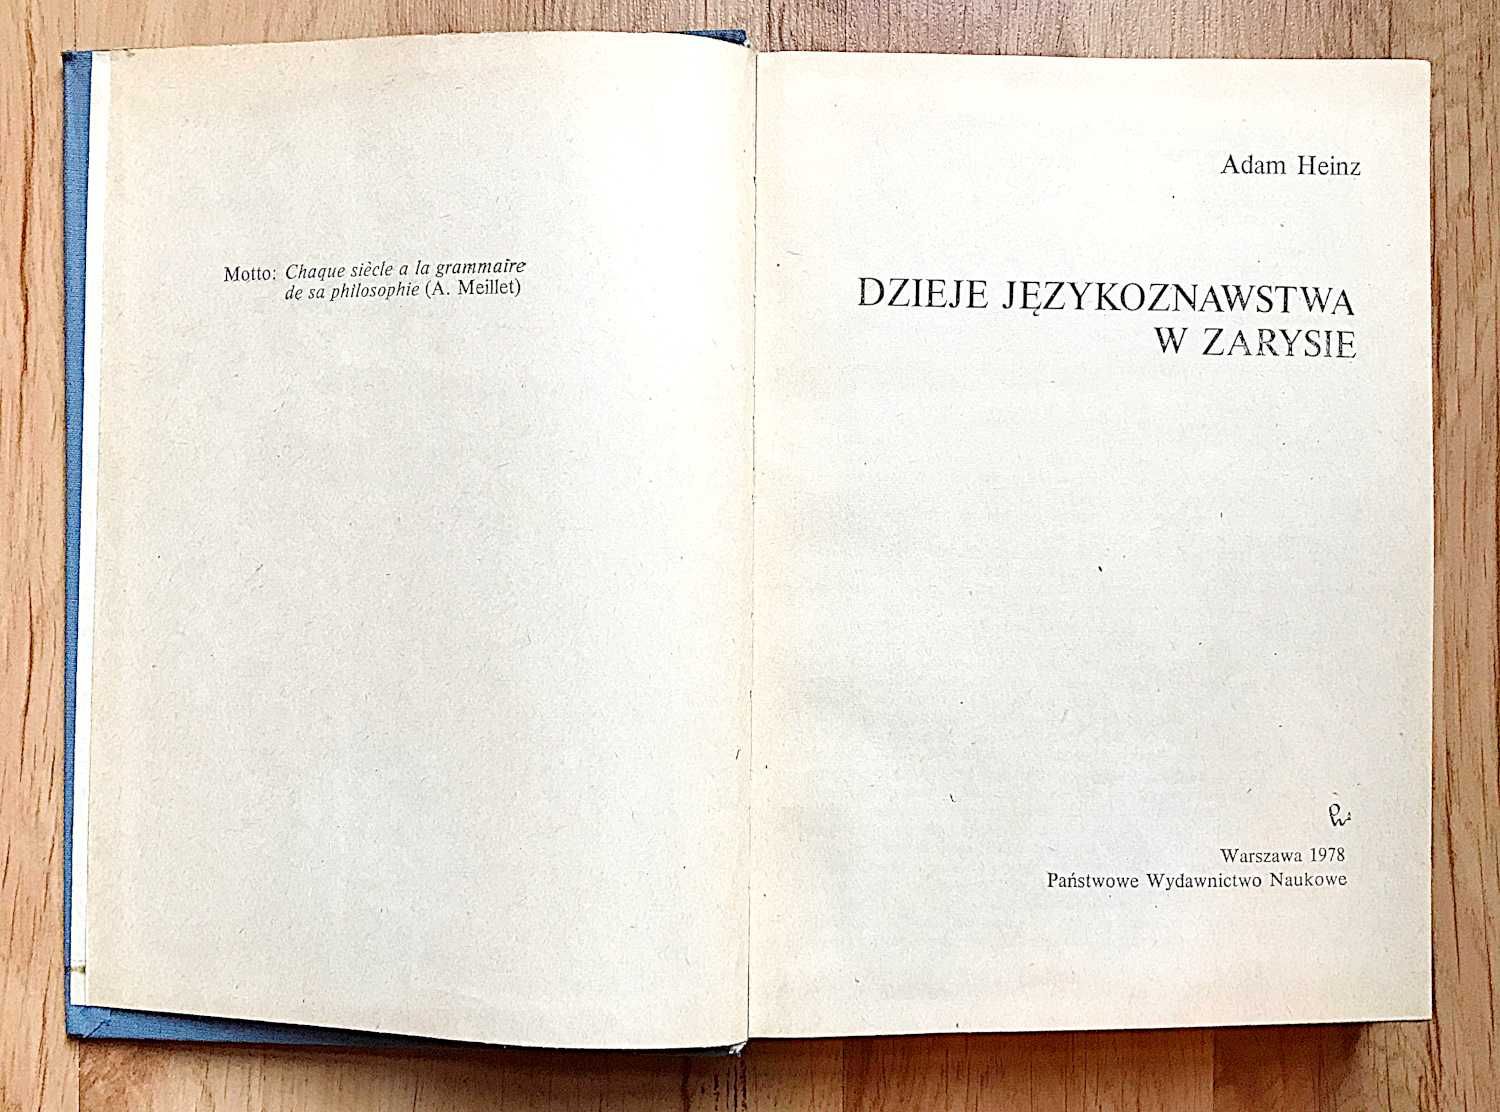 Motto: Chaque siècle a la grammaire
de sa philosophie (A. Meillet)
Adam Heinz
DZIEJE JĘZYKOZNAWSTWA
W ZARYSIE
Warszawa 1978
Państwowe Wydawnictwo Naukowe